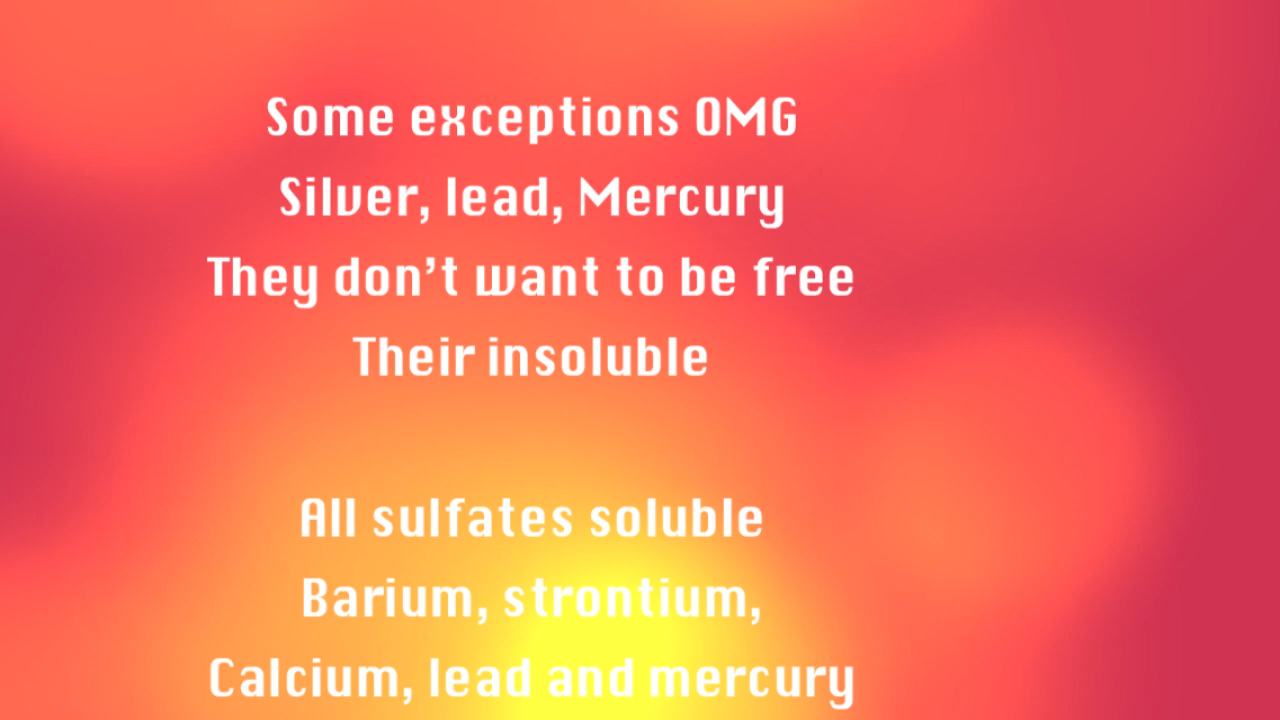 Some exceptions OMG
Silver, lead, Mercury
They don’t want to be free
Their insoluble
All sulfates soluble
Barium, strontium,
Calcium, lead and mercury